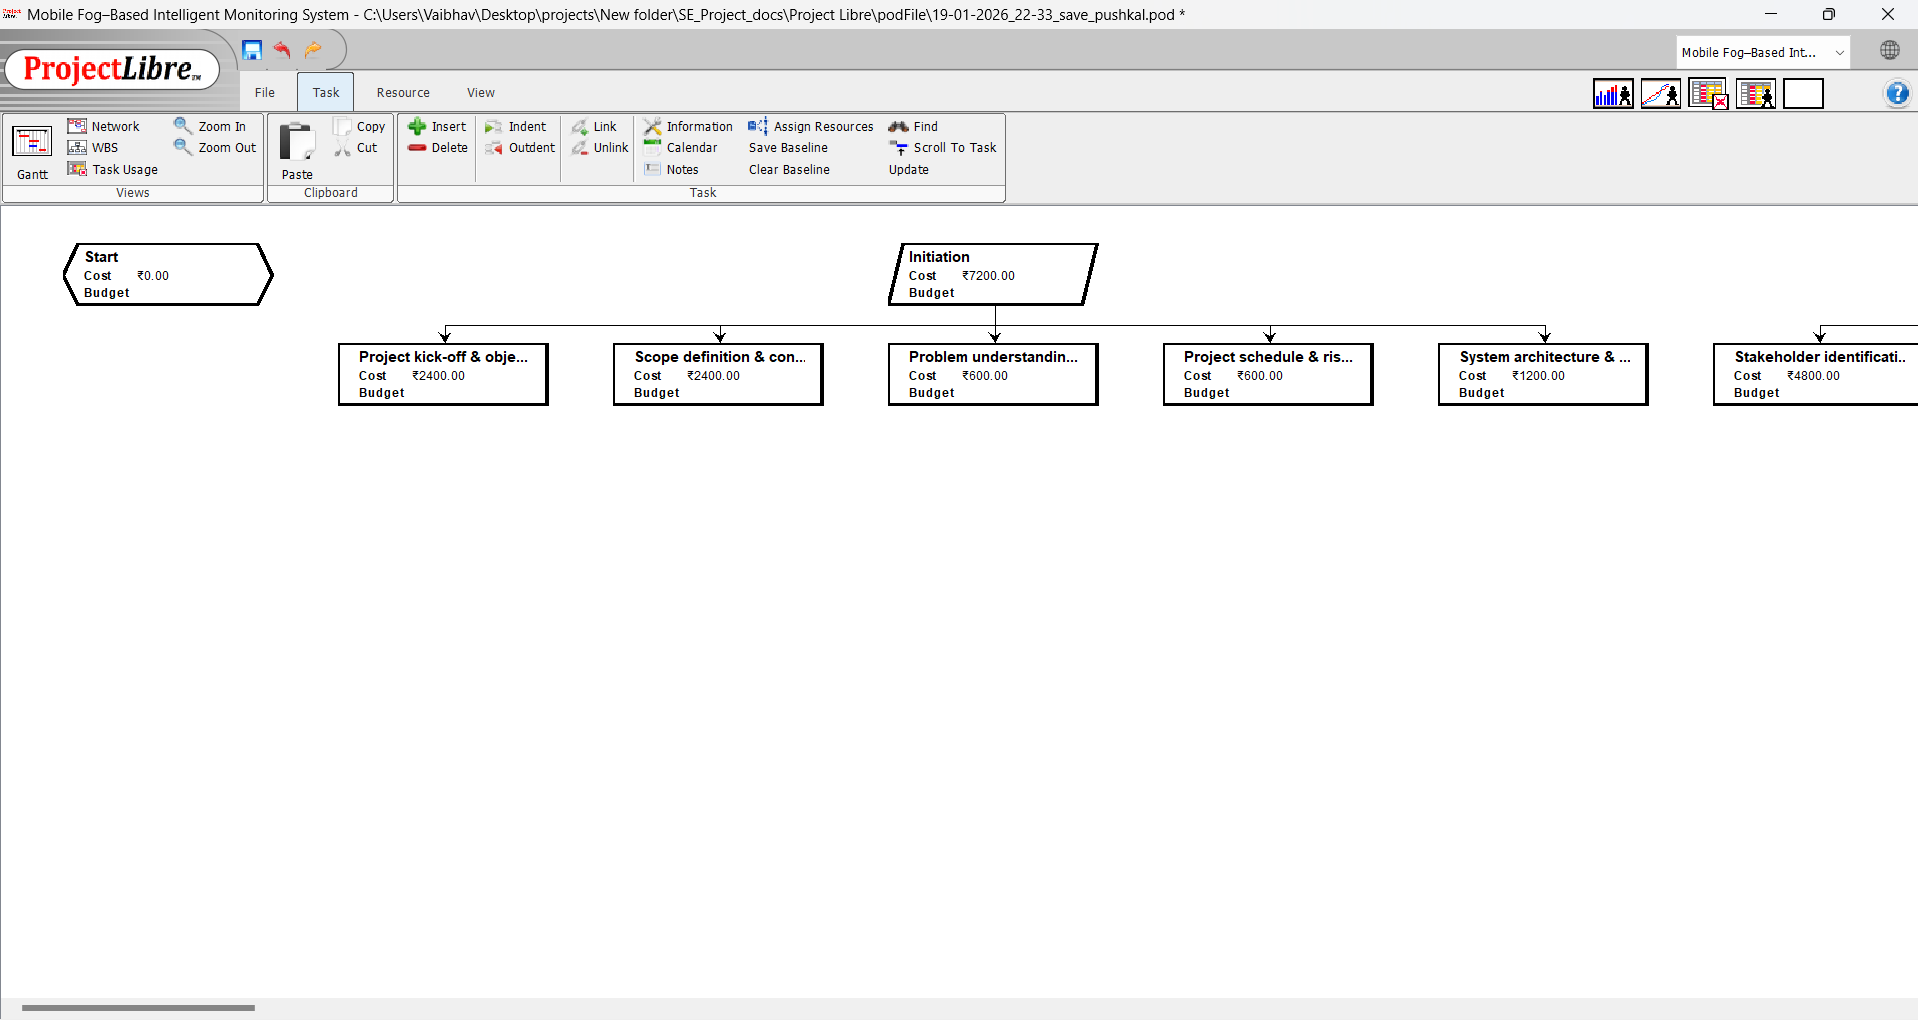 Mobile Fog–Based Intelligent Monitoring System - C:\Users\Vaibhav\Desktop\projects\New folder\SE_Project_docs\Project Libre\podFile\19-01-2026_22-33_save_pushkal.pod *
ProjectLibre
Mobile Fog–Based Int...
File Task Resource View
Network Zoom In Copy Insert Indent Link Information Assign Resources Find
WBS Zoom Out Cut Delete Outdent Unlink Calendar Save Baseline Scroll To Task
Gantt Task Usage Paste Notes Clear Baseline Update
Views Clipboard Task
Start
Cost ₹0.00
Budget
Initiation
Cost ₹7200.00
Budget
Project kick-off & obje...
Cost ₹2400.00
Budget
Scope definition & con...
Cost ₹2400.00
Budget
Problem understandin...
Cost ₹600.00
Budget
Project schedule & ris...
Cost ₹600.00
Budget
System architecture & ...
Cost ₹1200.00
Budget
Stakeholder identificati..
Cost ₹4800.00
Budget